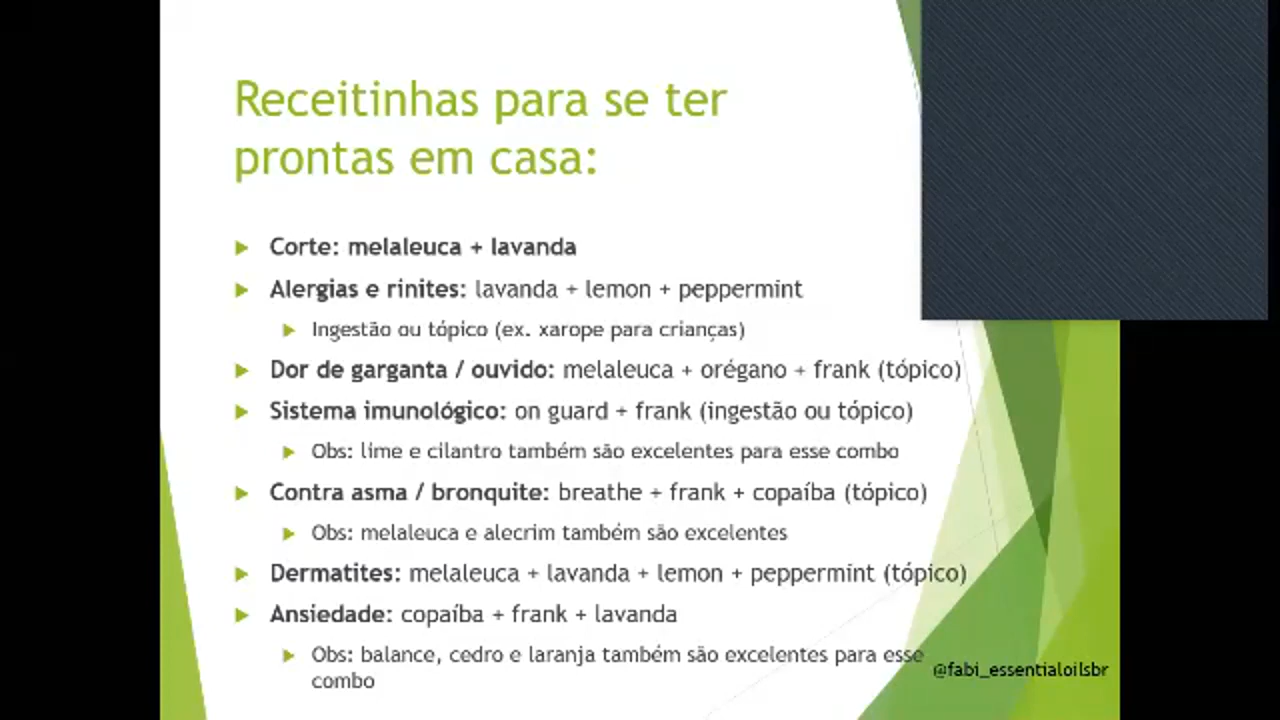 Receitinhas para se ter
prontas em casa:
Corte: melaleuca + lavanda
Alergias e rinites: lavanda + lemon + peppermint
Ingestão ou tópico (ex. xarope para crianças)
Dor de garganta / ouvido: melaleuca + orégano + frank (tópico)
Sistema imunológico: on guard + frank (ingestão ou tópico)
Obs: lime e cilantro também são excelentes para esse combo
Contra asma / bronquite: breathe + frank + copaíba (tópico)
Obs: melaleuca e alecrim também são excelentes
Dermatites: melaleuca + lavanda + lemon + peppermint (tópico)
Ansiedade: copaíba + frank + lavanda
Obs: balance, cedro e laranja também são excelentes para esse
combo
@fabi_essentialoilsbr